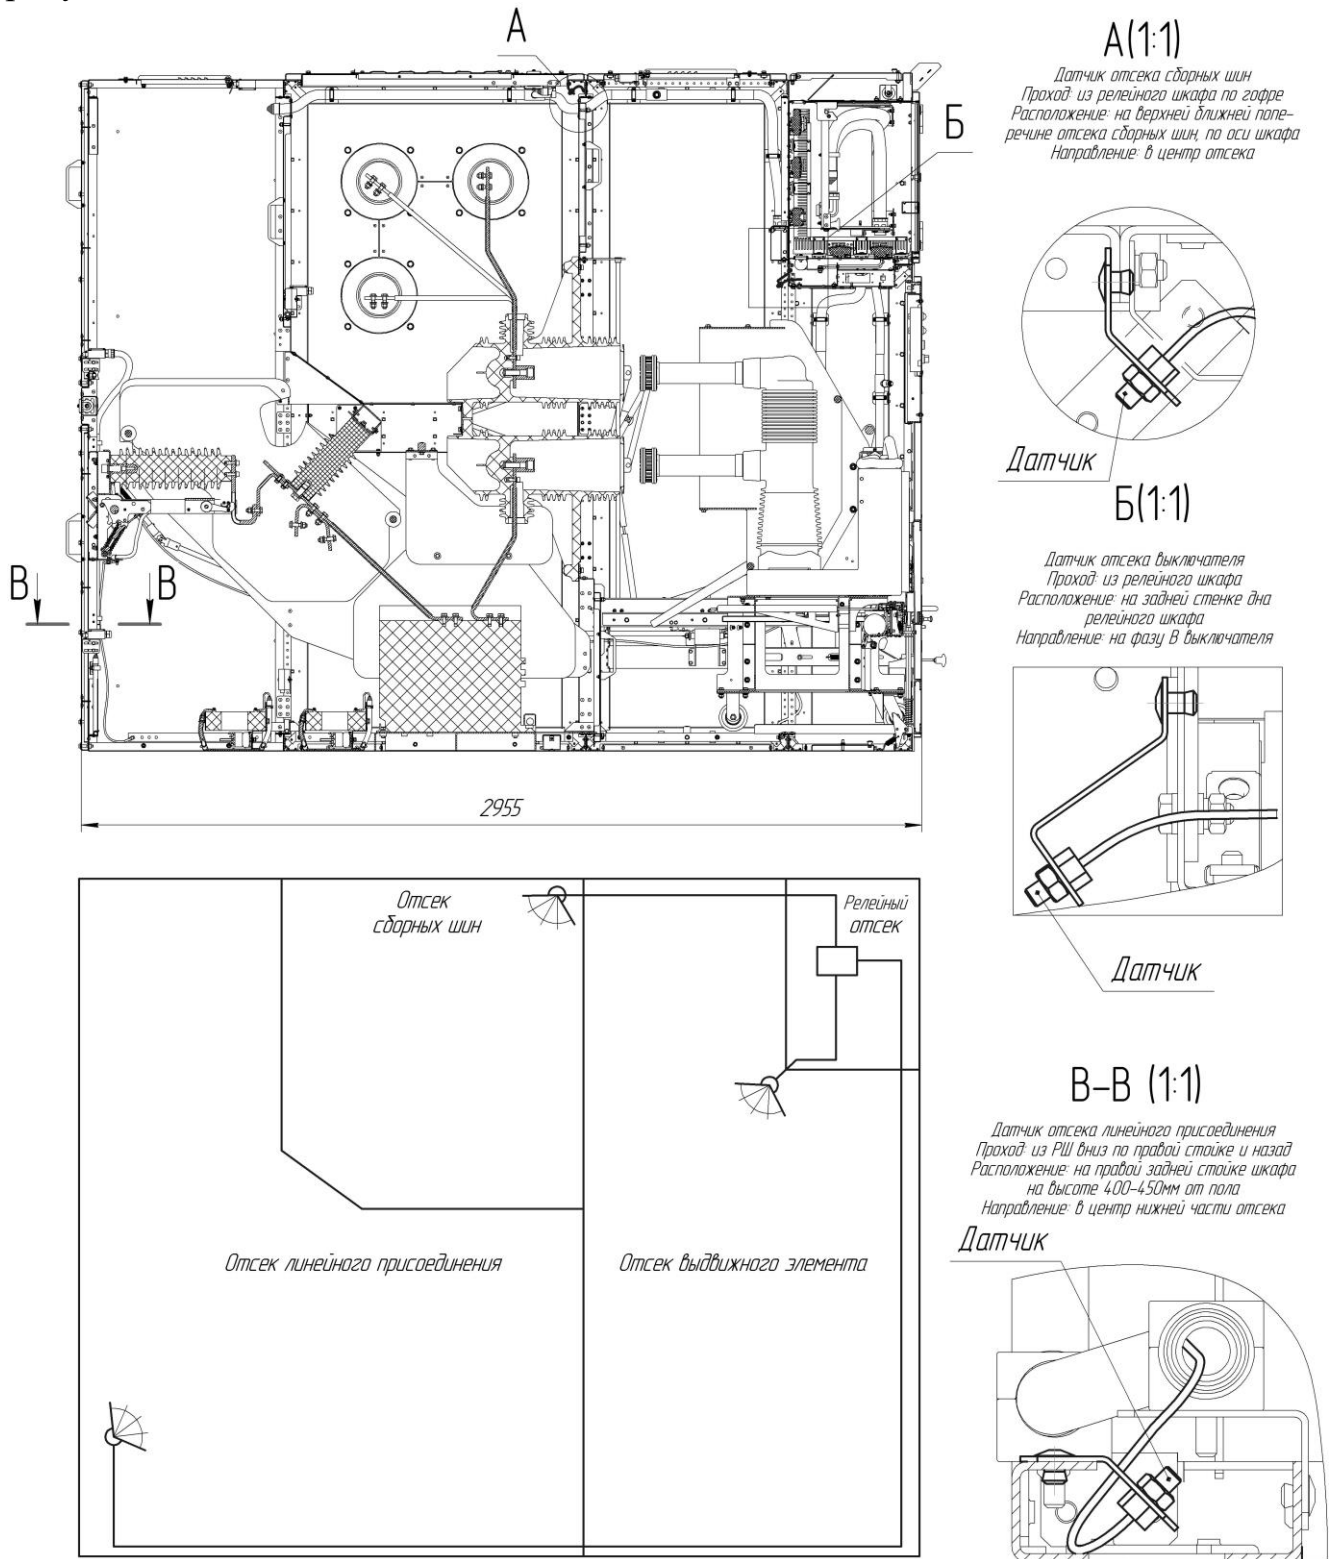 А
Б
В
В
2955
А(1:1)
Датчик отсека сборных шин
Проход: из релейного шкафа по гофре
Расположение: на верхней ближней попе-
речине отсека сборных шин, по оси шкафа
Направление: в центр отсека
Датчик
Б(1:1)
Датчик отсека выключателя
Проход: из релейного шкафа
Расположение: на задней стенке дна
релейного шкафа
Направление: на фазу В выключателя
Датчик
Отсек
сборных шин
Релейный
отсек
Отсек линейного присоединения
Отсек выдвижного элемента
В-В (1:1)
Датчик отсека линейного присоединения
Проход: из РШ вниз по правой стойке и назад
Расположение: на правой задней стойке шкафа
на высоте 400-450мм от пола
Направление: в центр нижней части отсека
Датчик